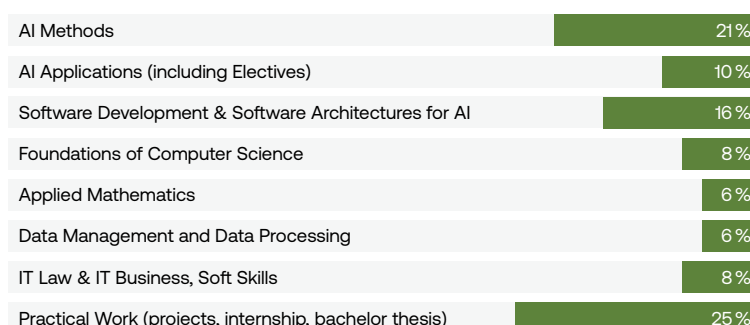 AI Methods 21 %
AI Applications (including Electives) 10 %
Software Development & Software Architectures for AI 16 %
Foundations of Computer Science 8 %
Applied Mathematics 6 %
Data Management and Data Processing 6 %
IT Law & IT Business, Soft Skills 8 %
Practical Work (projects, internship, bachelor thesis) 25 %